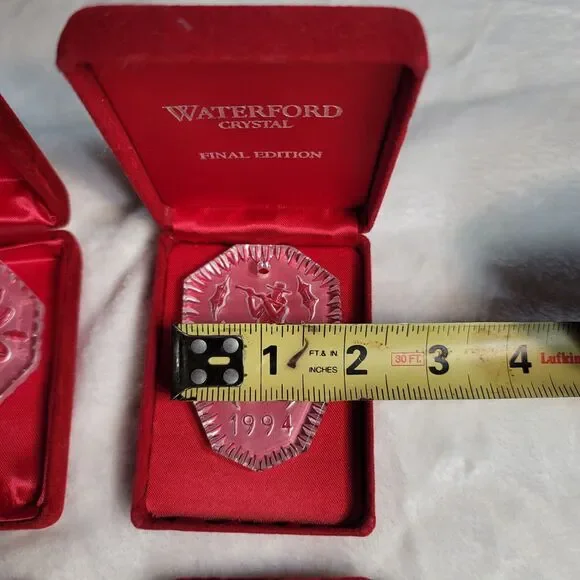 WATERFORD
CRYSTAL
FINAL EDITION
1 FT. & IN. INCHES 2 30 FT. 3 4 Lufkin
1994